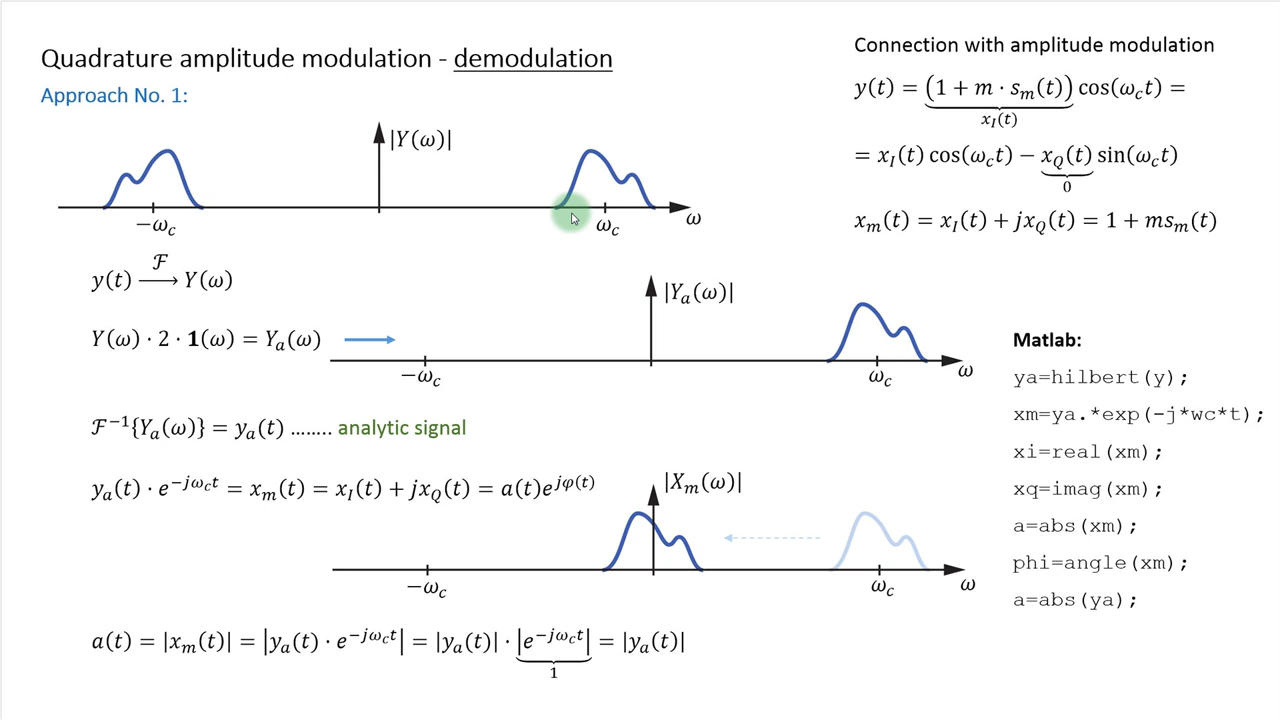 Quadrature amplitude modulation - demodulation
Approach No. 1:
|Y(ω)|
−ω_c
ω_c
ω
y(t) —ℱ→ Y(ω)
Y(ω) · 2 · 𝟏(ω) = Y_a(ω)
|Y_a(ω)|
−ω_c
ω_c
ω
ℱ⁻¹{Y_a(ω)} = y_a(t) …….. analytic signal
y_a(t) · e^{−jω_c t} = x_m(t) = x_I(t) + jx_Q(t) = a(t)e^{jφ(t)}
|X_m(ω)|
−ω_c
ω_c
ω
a(t) = |x_m(t)| = |y_a(t) · e^{−jω_c t}| = |y_a(t)| · |e^{−jω_c t}| = |y_a(t)|
1
Connection with amplitude modulation
y(t) = (1 + m · s_m(t)) cos(ω_c t) =
x_I(t)
= x_I(t) cos(ω_c t) − x_Q(t) sin(ω_c t)
0
x_m(t) = x_I(t) + jx_Q(t) = 1 + ms_m(t)
Matlab:
ya=hilbert(y);
xm=ya.*exp(-j*wc*t);
xi=real(xm);
xq=imag(xm);
a=abs(xm);
phi=angle(xm);
a=abs(ya);